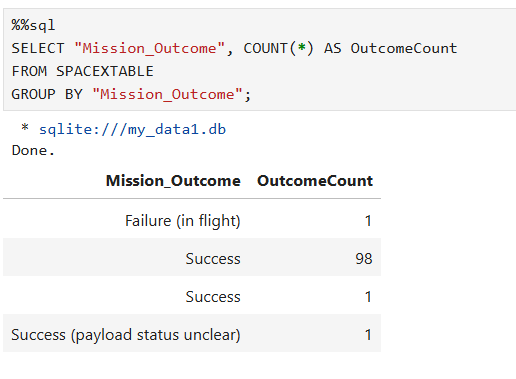 %%sql
SELECT "Mission_Outcome", COUNT(*) AS OutcomeCount
FROM SPACEXTABLE
GROUP BY "Mission_Outcome";
* sqlite:///my_data1.db
Done.
Mission_Outcome OutcomeCount
Failure (in flight) 1
Success 98
Success 1
Success (payload status unclear) 1